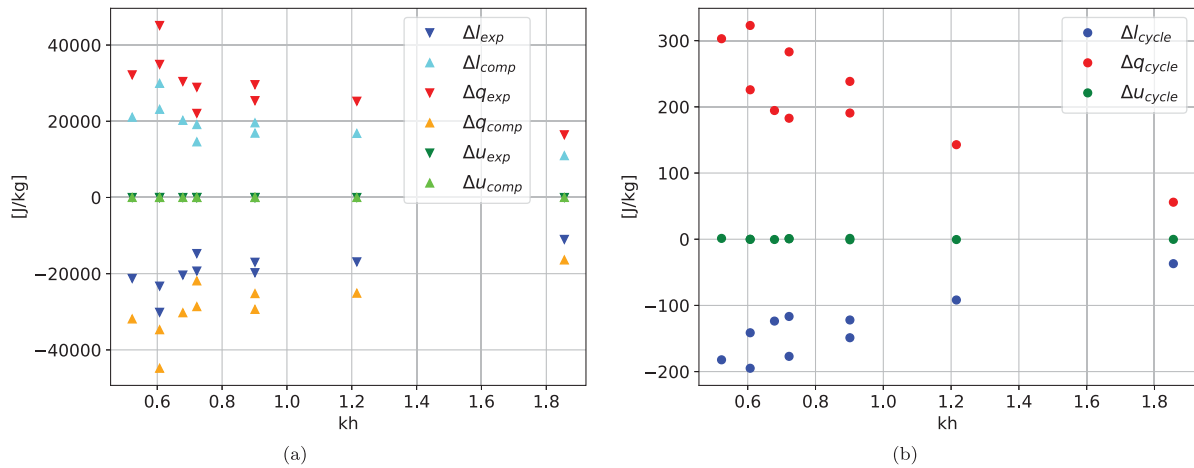 [J/kg]
40000
20000
0
−20000
−40000
0.6 0.8 1.0 1.2 1.4 1.6 1.8
kh
Δl_exp
Δl_comp
Δq_exp
Δq_comp
Δu_exp
Δu_comp
(a)
[J/kg]
300
200
100
0
−100
−200
0.6 0.8 1.0 1.2 1.4 1.6 1.8
kh
Δl_cycle
Δq_cycle
Δu_cycle
(b)